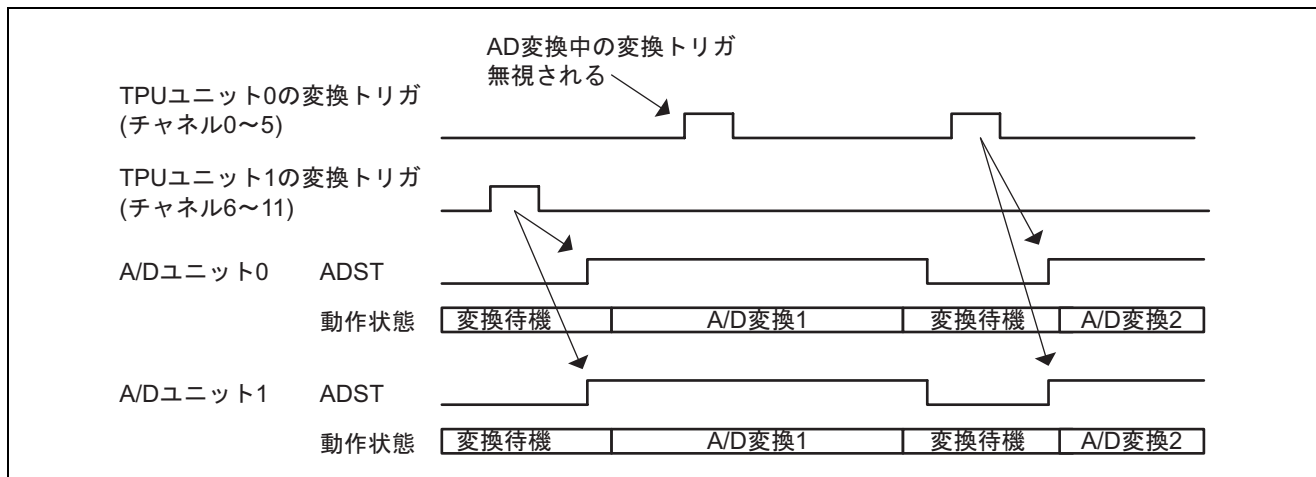 AD変換中の変換トリガ
無視される
TPUユニット0の変換トリガ
(チャネル0～5)
TPUユニット1の変換トリガ
(チャネル6～11)
A/Dユニット0 ADST
動作状態 変換待機 A/D変換1 変換待機 A/D変換2
A/Dユニット1 ADST
動作状態 変換待機 A/D変換1 変換待機 A/D変換2